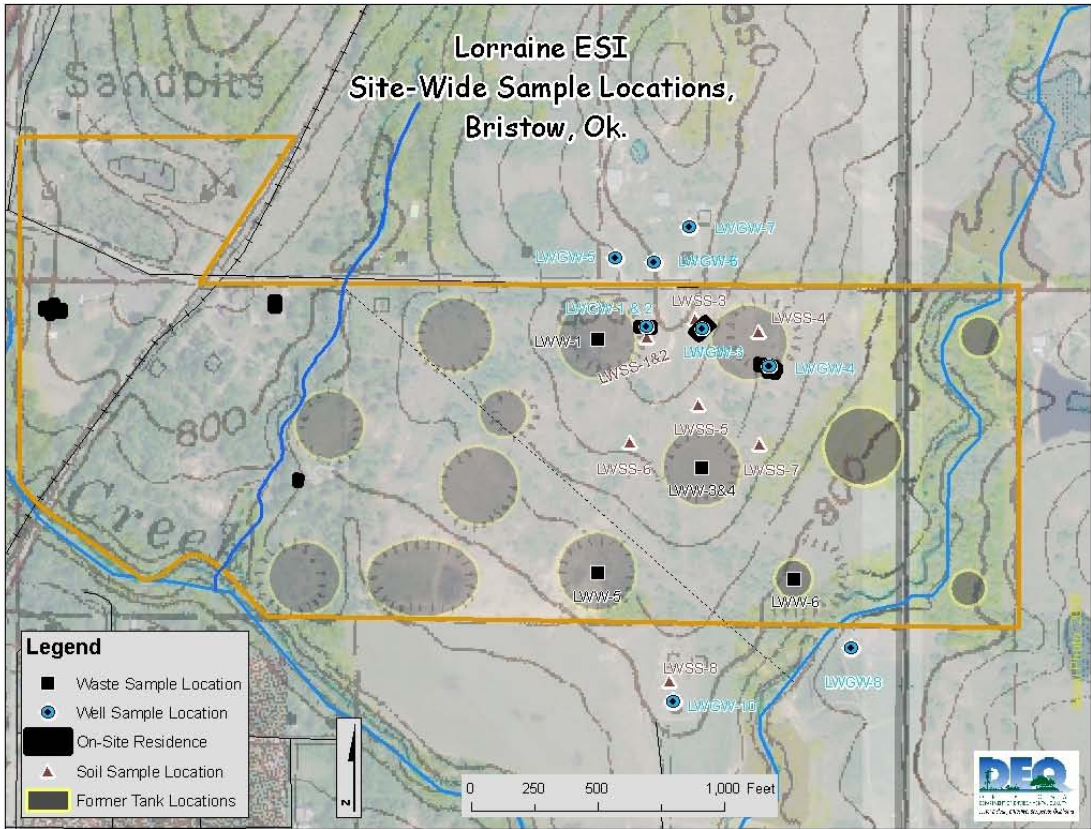 Lorraine ESI
Site-Wide Sample Locations,
Bristow, Ok.
Sandpits
850
LWGW-7
LWGW-5
LWGW-6
LWGW-1 & 2
LWSS-3
LWSS-4
LWW-1
LWGW-3
LWSS-1&2
LWGW-4
800
LWSS-5
LWSS-6
LWSS-7
LWW-3&4
Creek
LWW-5
LWW-6
LWSS-8
LWGW-8
LWGW-10
Legend
Waste Sample Location
Well Sample Location
On-Site Residence
Soil Sample Location
Former Tank Locations
N
0 250 500 1,000 Feet
DEQ